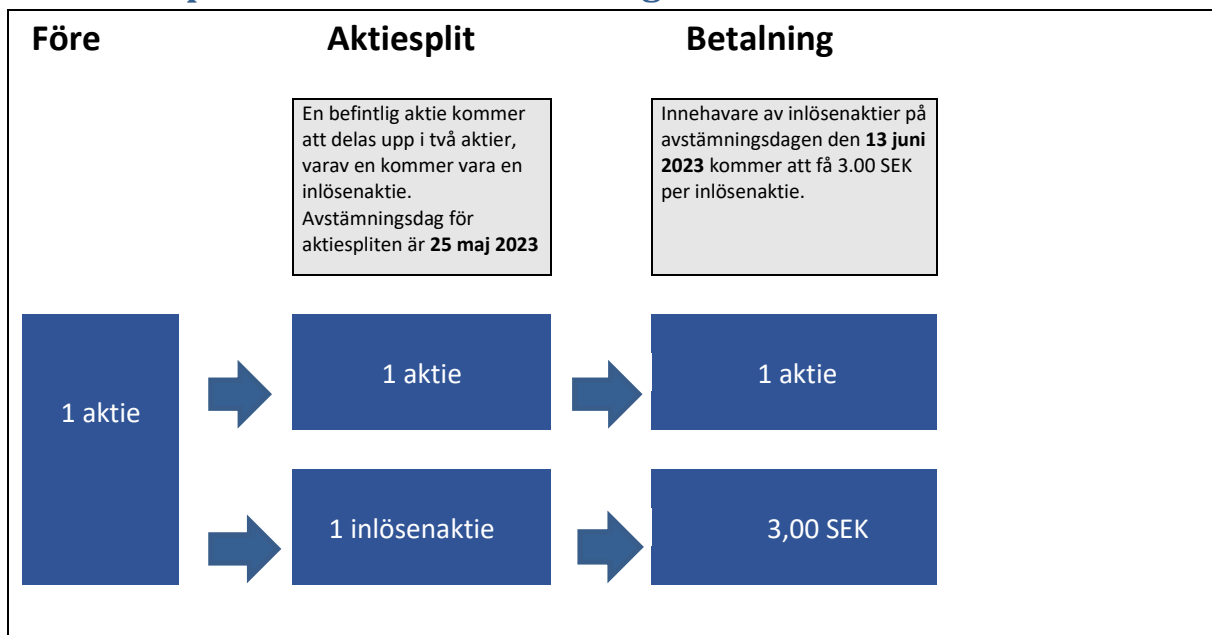 Före
Aktiesplit
Betalning
En befintlig aktie kommer
att delas upp i två aktier,
varav en kommer vara en
inlösenaktie.
Avstämningsdag för
aktiespliten är 25 maj 2023
Innehavare av inlösenaktier på
avstämningsdagen den 13 juni
2023 kommer att få 3.00 SEK
per inlösenaktie.
1 aktie
1 aktie
1 aktie
1 inlösenaktie
3,00 SEK